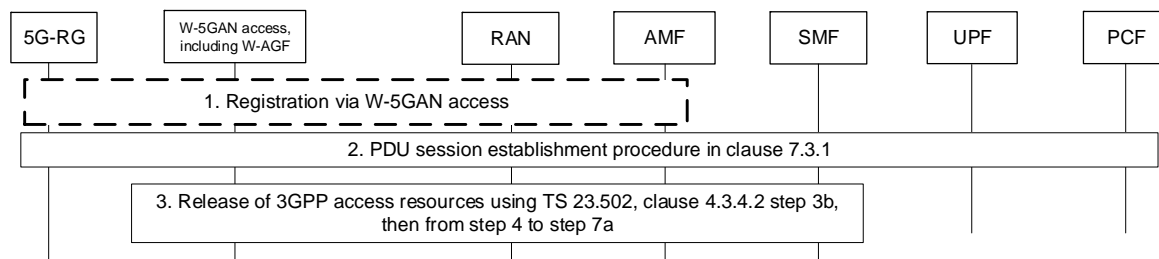 5G-RG
W-5GAN access,
including W-AGF
RAN
AMF
SMF
UPF
PCF
1. Registration via W-5GAN access
2. PDU session establishment procedure in clause 7.3.1
3. Release of 3GPP access resources using TS 23.502, clause 4.3.4.2 step 3b,
then from step 4 to step 7a